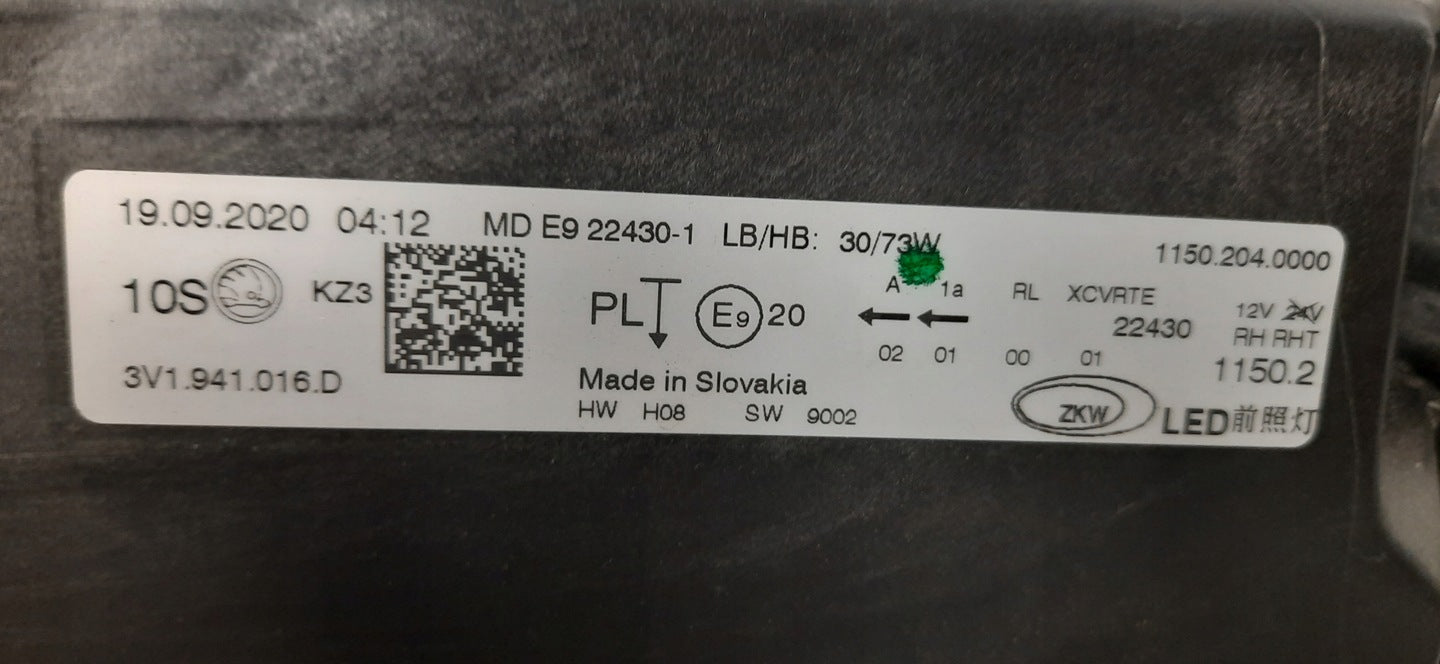 19.09.2020 04:12 MD E9 22430-1 LB/HB: 30/73W 1150.204.0000
10S KZ3 PL E9 20 A 1a RL XCVRTE 12V 24V
22430 RH RHT
02 01 00 01 1150.2
3V1.941.016.D Made in Slovakia
HW H08 SW 9002 ZKW LED前照灯